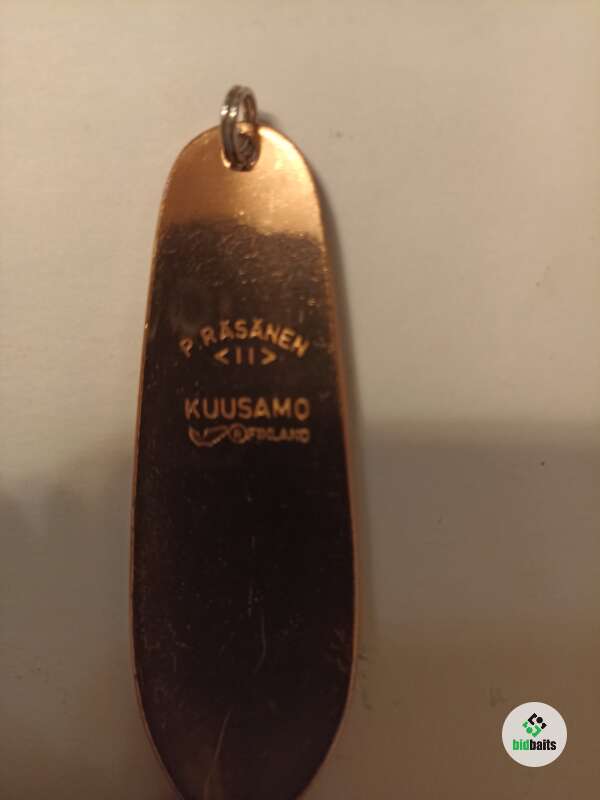 P. RÄSÄNEN
<11>
KUUSAMO
® FINLAND
bidbaits